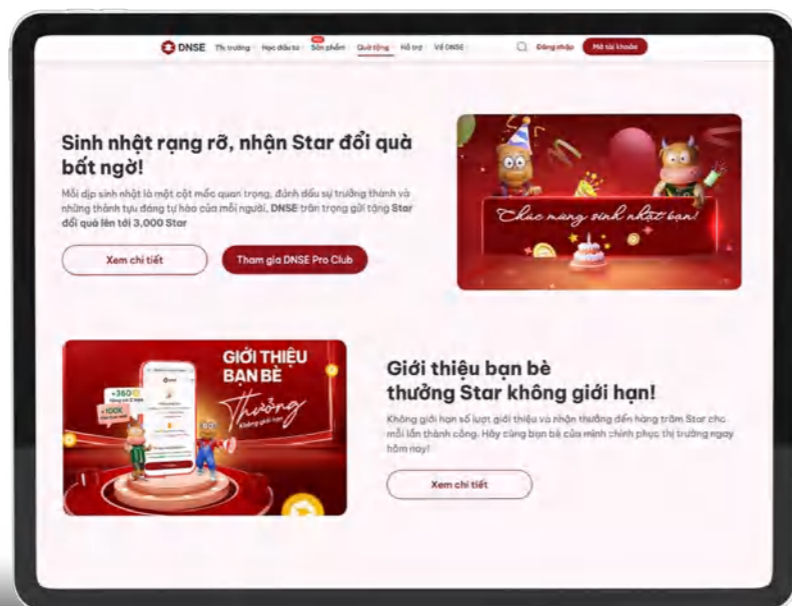 DNSE Thị trường Học đầu tư Sản phẩm Quà tặng Hỗ trợ Về DNSE Đăng nhập Mở tài khoản
Sinh nhật rạng rỡ, nhận Star đổi quà
bất ngờ!
Mỗi dịp sinh nhật là một cột mốc quan trọng, đánh dấu sự trưởng thành và
những thành tựu đáng tự hào của mỗi người, DNSE trân trọng gửi tặng Star
đổi quà lên tới 3,000 Star
Xem chi tiết
Tham gia DNSE Pro Club
Chúc mừng sinh nhật bạn!
GIỚI THIỆU
BẠN BÈ
Thưởng
Không giới hạn
+360
+100K
Giới thiệu bạn bè
thưởng Star không giới hạn!
Không giới hạn số lượt giới thiệu và nhận thưởng đến hàng trăm Star cho
mỗi lần thành công. Hãy cùng bạn bè của mình chinh phục thị trường ngay
hôm nay!
Xem chi tiết